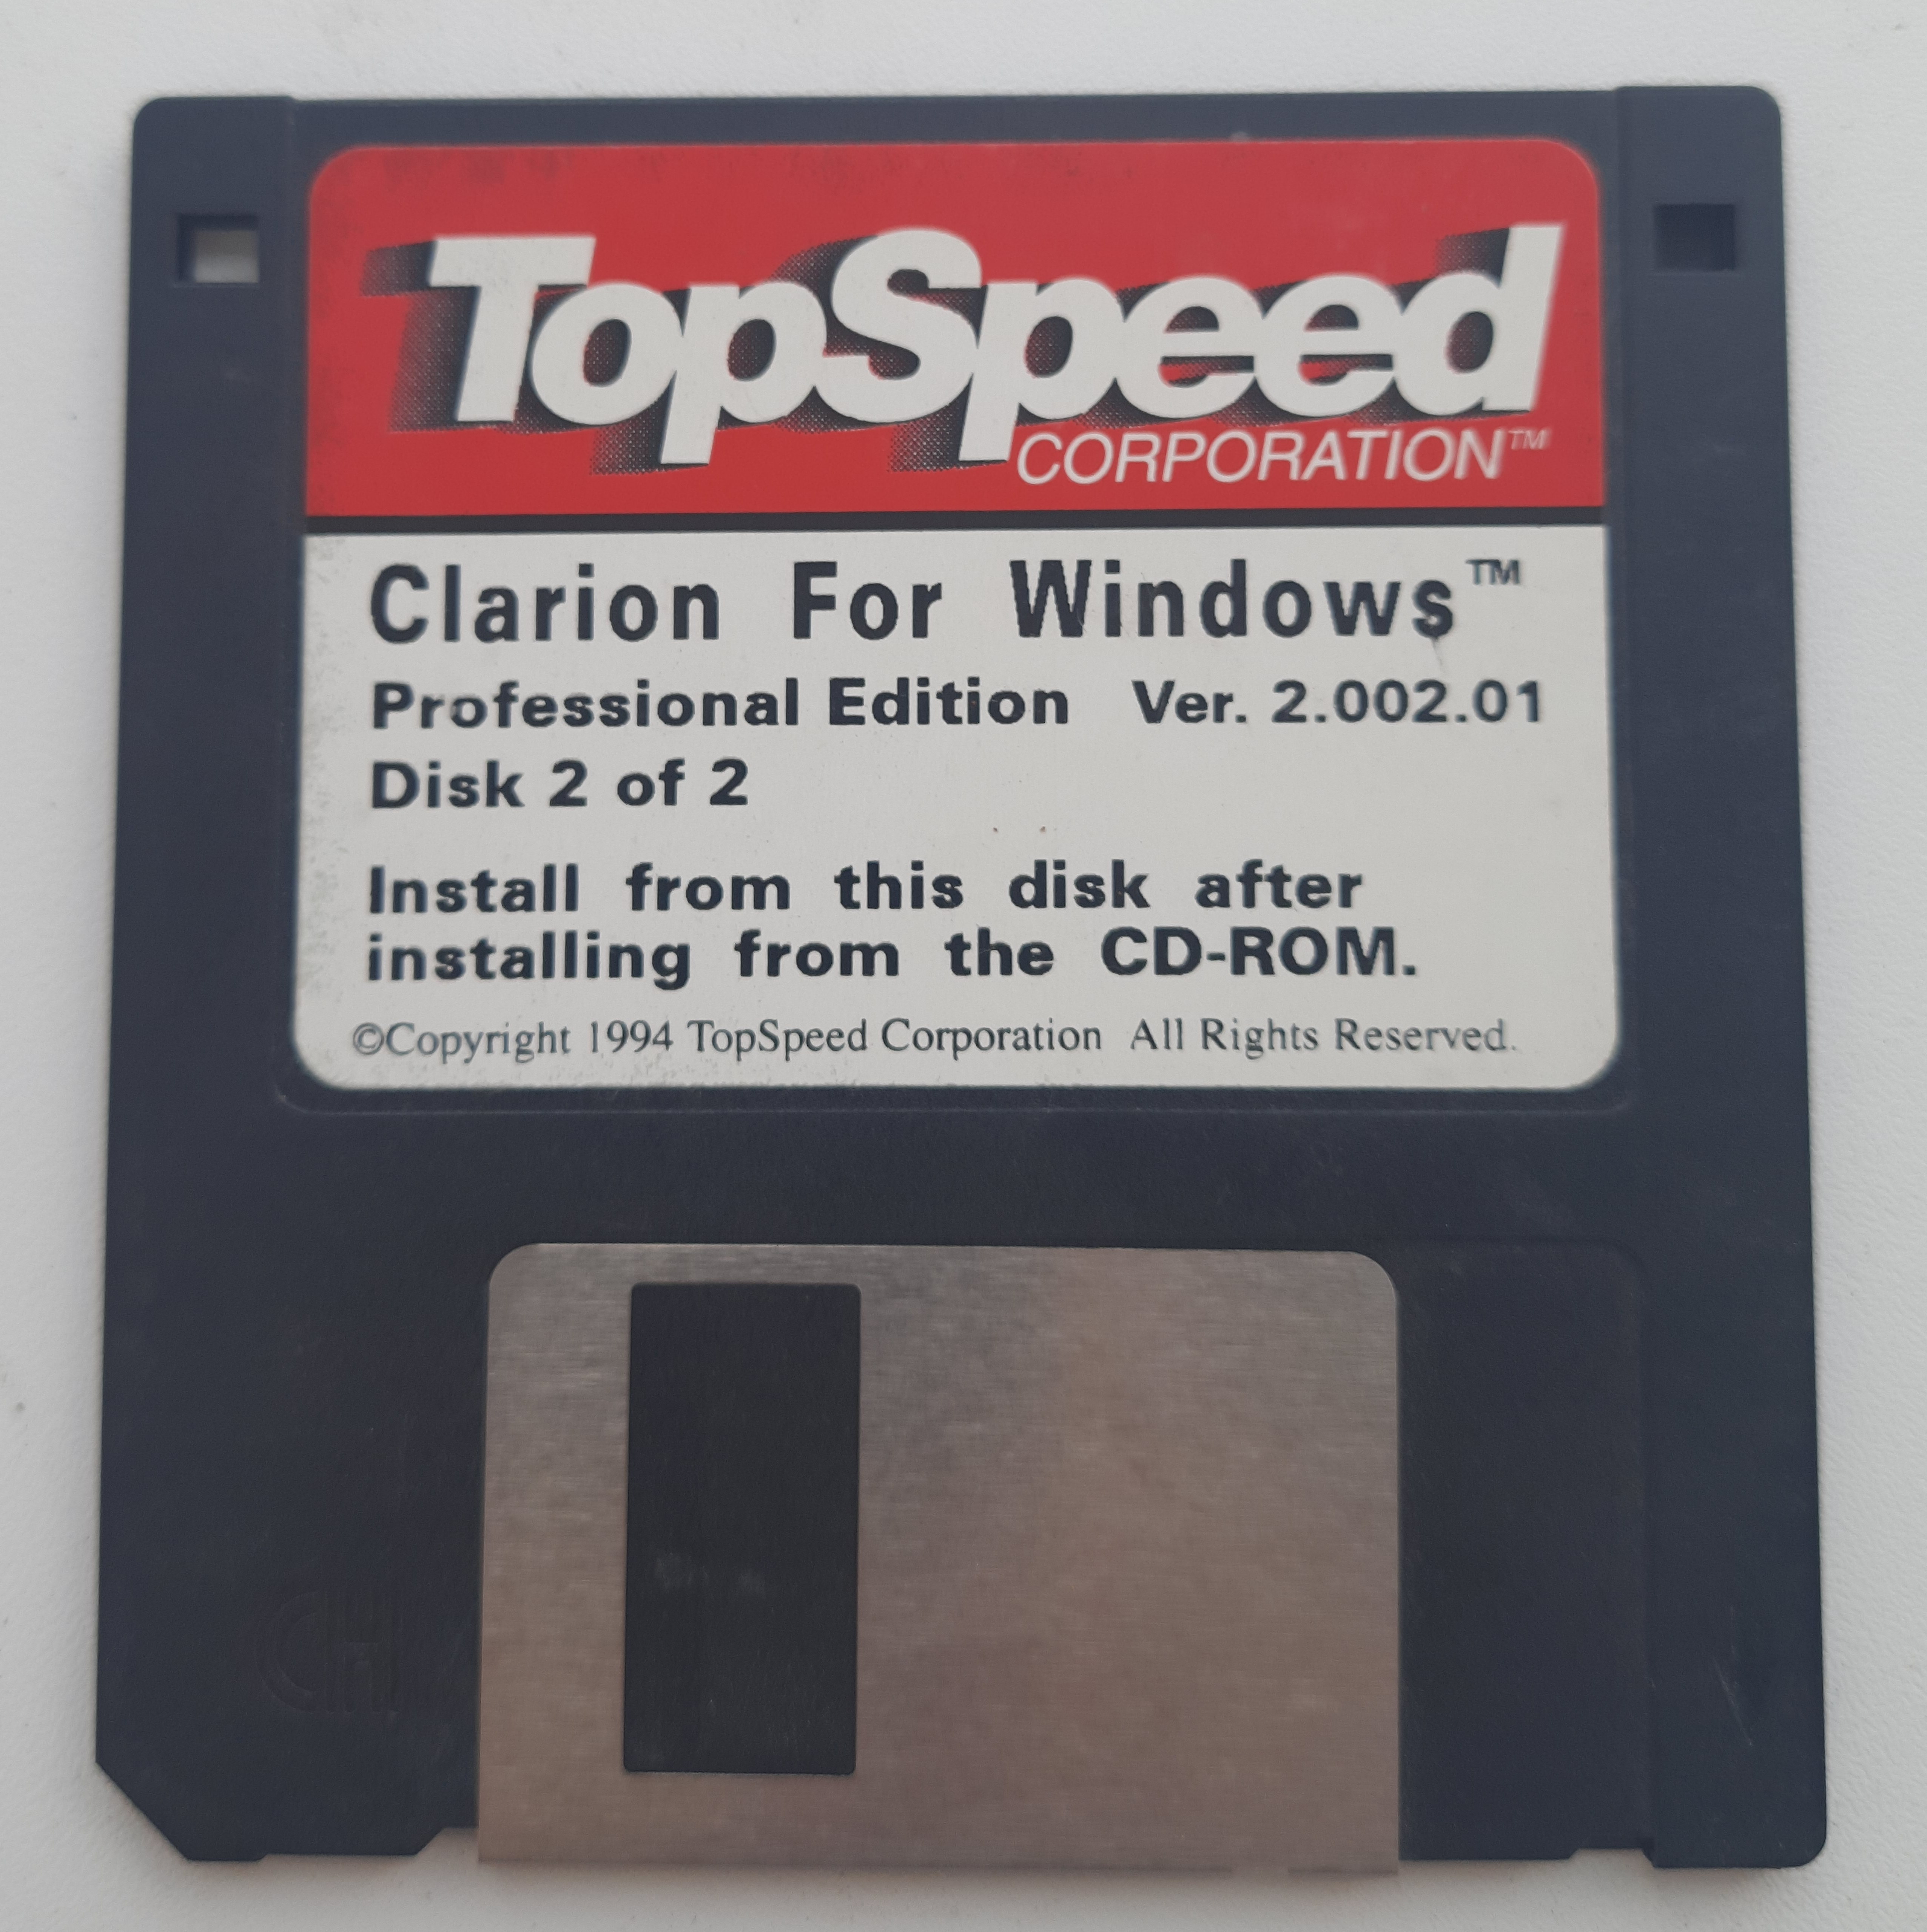 TopSpeed
CORPORATION™
Clarion For Windows™
Professional Edition Ver. 2.002.01
Disk 2 of 2
Install from this disk after
installing from the CD-ROM.
©Copyright 1994 TopSpeed Corporation All Rights Reserved.